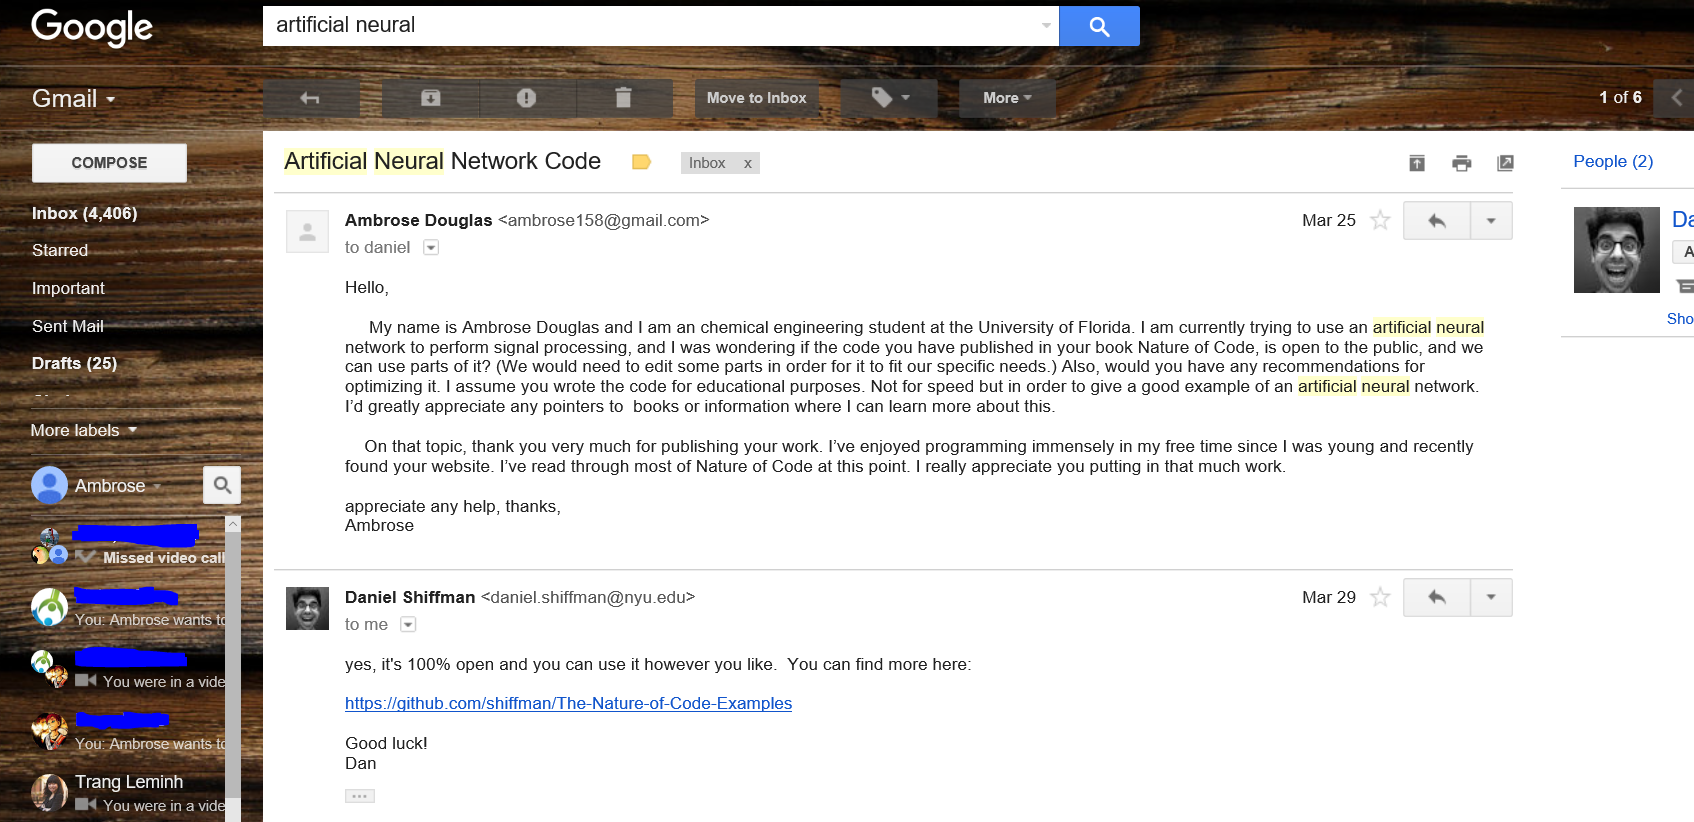 Google
artificial neural
Gmail
Move to Inbox
More
1 of 6
COMPOSE
Artificial Neural Network Code
Inbox x
People (2)
Inbox (4,406)
Starred
Important
Sent Mail
Drafts (25)
More labels
Ambrose
Missed video call
You: Ambrose wants to
You were in a vide
You: Ambrose wants to
Trang Leminh
You were in a vide
Ambrose Douglas <ambrose158@gmail.com>
Mar 25
to daniel
Hello,
My name is Ambrose Douglas and I am an chemical engineering student at the University of Florida. I am currently trying to use an artificial neural
network to perform signal processing, and I was wondering if the code you have published in your book Nature of Code, is open to the public, and we
can use parts of it? (We would need to edit some parts in order for it to fit our specific needs.) Also, would you have any recommendations for
optimizing it. I assume you wrote the code for educational purposes. Not for speed but in order to give a good example of an artificial neural network.
I'd greatly appreciate any pointers to  books or information where I can learn more about this.
On that topic, thank you very much for publishing your work. I've enjoyed programming immensely in my free time since I was young and recently
found your website. I've read through most of Nature of Code at this point. I really appreciate you putting in that much work.
appreciate any help, thanks,
Ambrose
Daniel Shiffman <daniel.shiffman@nyu.edu>
Mar 29
to me
yes, it's 100% open and you can use it however you like.  You can find more here:
https://github.com/shiffman/The-Nature-of-Code-Examples
Good luck!
Dan
Da
A
Sho